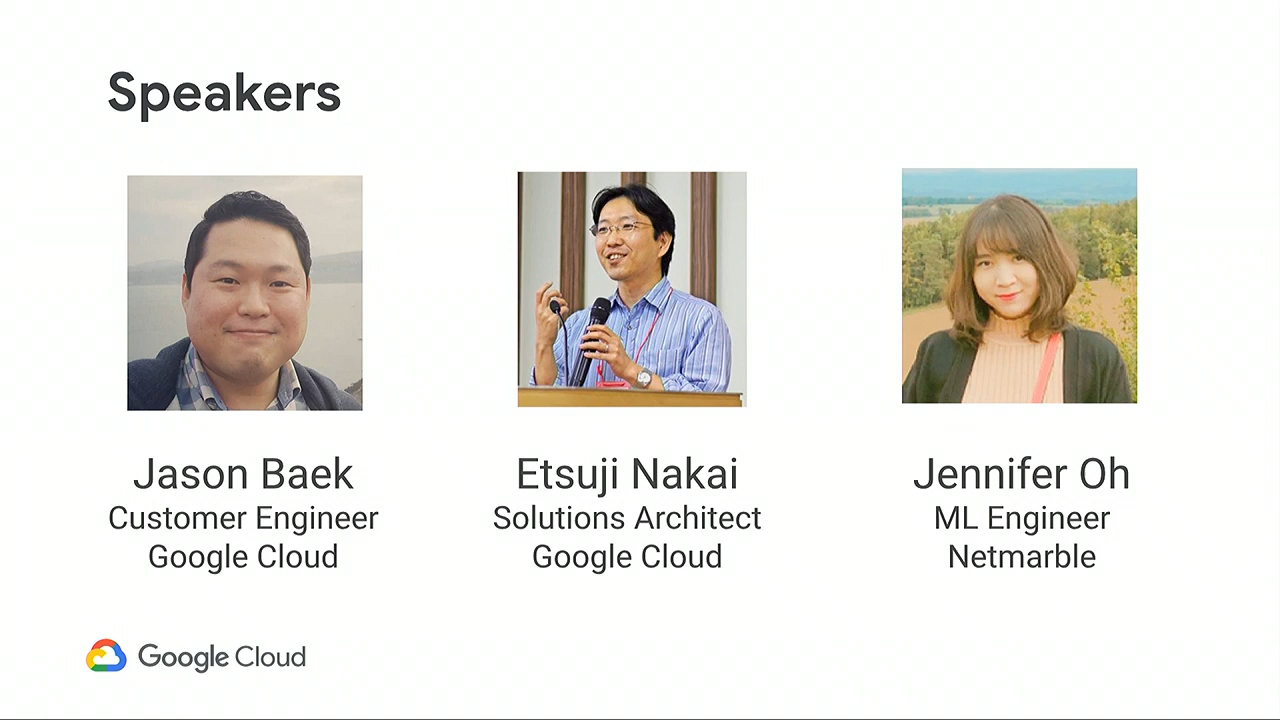 Speakers
Jason Baek
Customer Engineer
Google Cloud
Etsuji Nakai
Solutions Architect
Google Cloud
Jennifer Oh
ML Engineer
Netmarble
Google Cloud